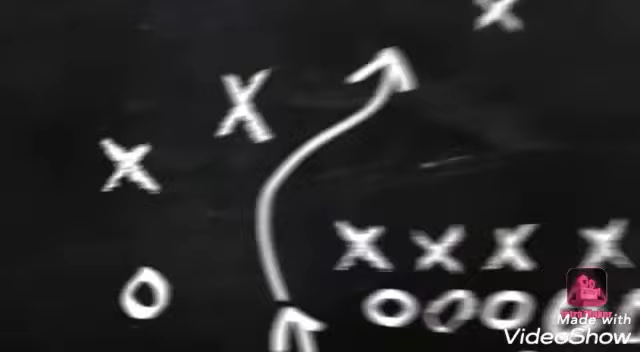 X
X
X
X X X X
O
O O O O
Made with
VideoShow